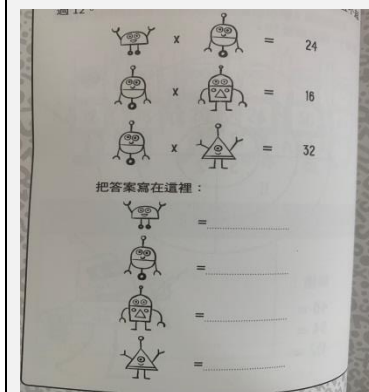 x = 24
x = 16
x = 32
把答案寫在這裡：
=
=
=
=